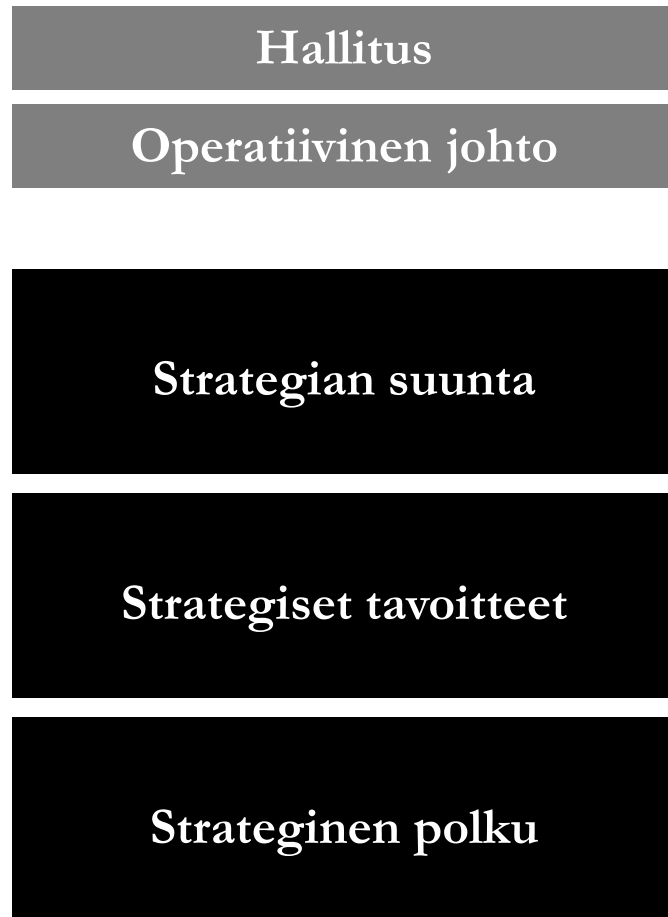 Hallitus
Operatiivinen johto
Strategian suunta
Strategiset tavoitteet
Strateginen polku